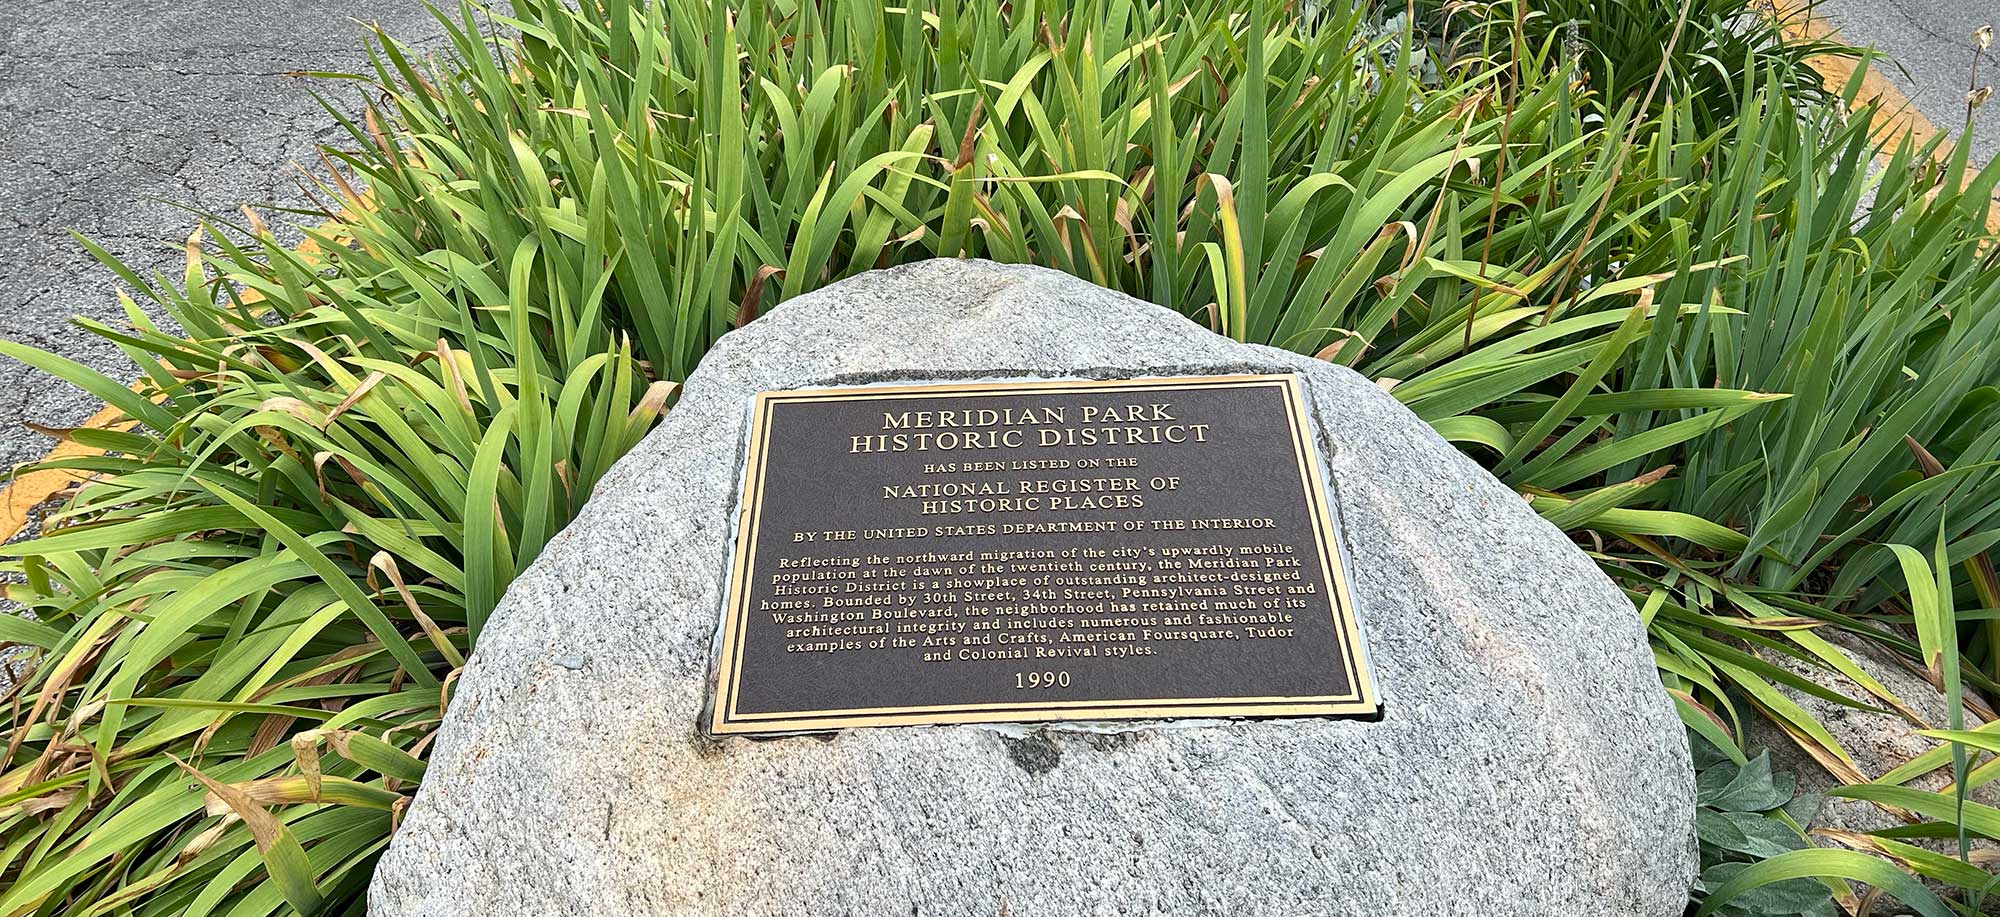 MERIDIAN PARK
HISTORIC DISTRICT
HAS BEEN LISTED ON THE
NATIONAL REGISTER OF
HISTORIC PLACES
BY THE UNITED STATES DEPARTMENT OF THE INTERIOR
Reflecting the northward migration of the city's upwardly mobile
population at the dawn of the twentieth century, the Meridian Park
Historic District is a showplace of outstanding architect-designed
homes. Bounded by 30th Street, 34th Street, Pennsylvania Street and
Washington Boulevard, the neighborhood has retained much of its
architectural integrity and includes numerous and fashionable
examples of the Arts and Crafts, American Foursquare, Tudor
and Colonial Revival styles.
1990